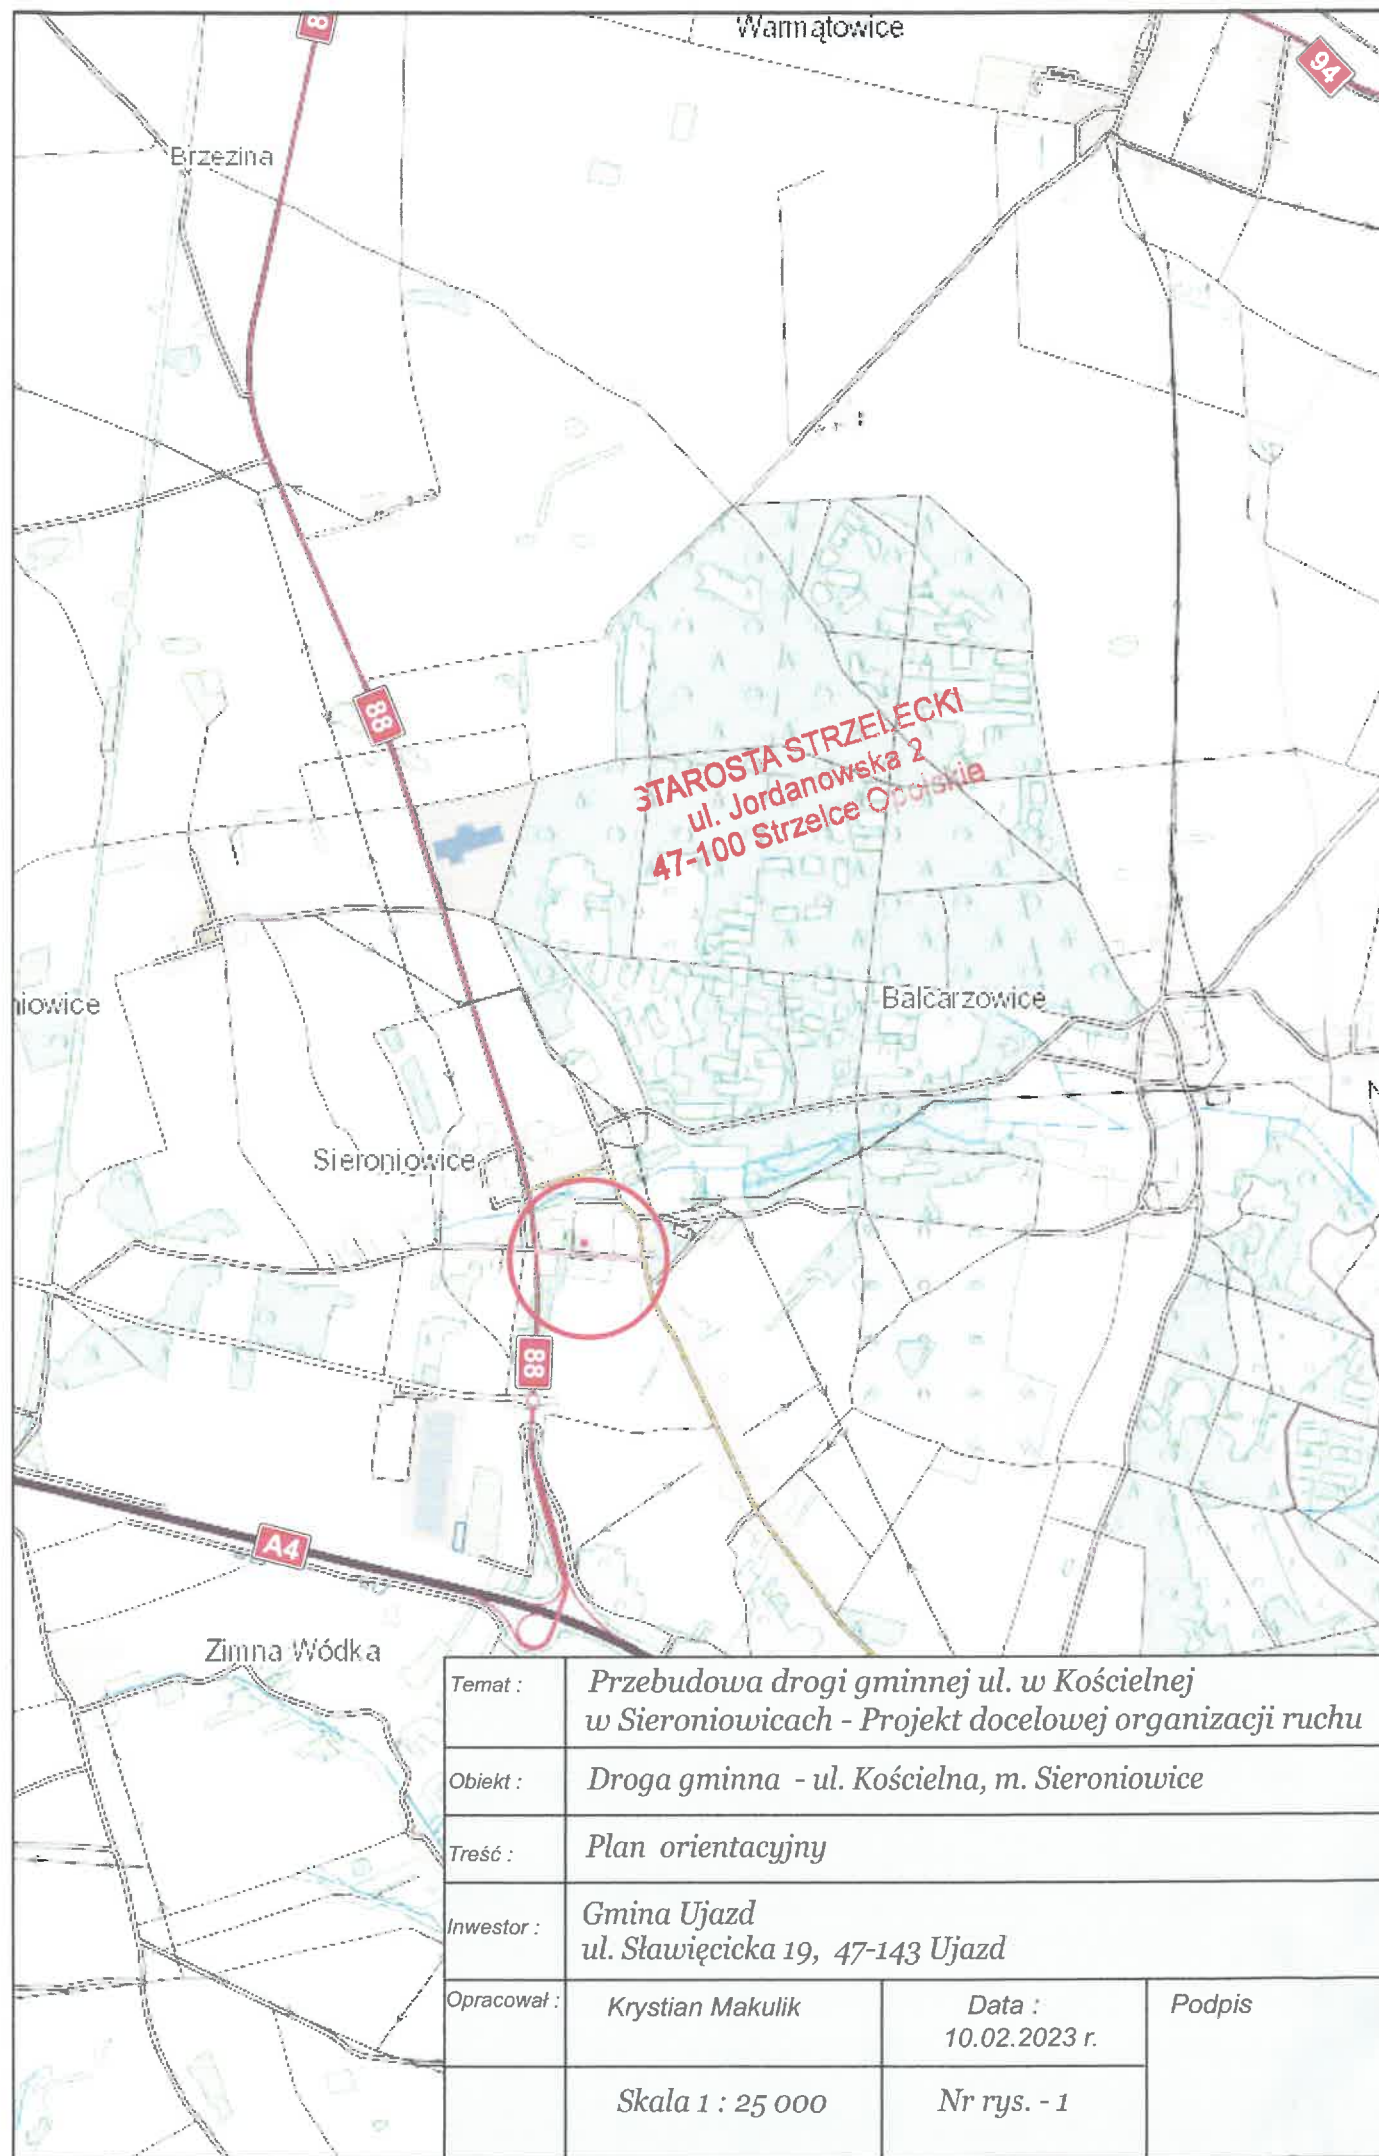 Warmątowice
94
Brzezina
88
STAROSTA STRZELECKI
ul. Jordanowska 2
47-100 Strzelce Opolskie
niowice
Balcarzowice
Sieroniowice
88
A4
Zimna Wódka
Temat :
Przebudowa drogi gminnej ul. w Kościelnej
w Sieroniowicach - Projekt docelowej organizacji ruchu
Obiekt :
Droga gminna - ul. Kościelna, m. Sieroniowice
Treść :
Plan orientacyjny
Inwestor :
Gmina Ujazd
ul. Sławięcicka 19, 47-143 Ujazd
Opracował :
Krystian Makulik
Data :
10.02.2023 r.
Podpis
Skala 1 : 25 000
Nr rys. - 1